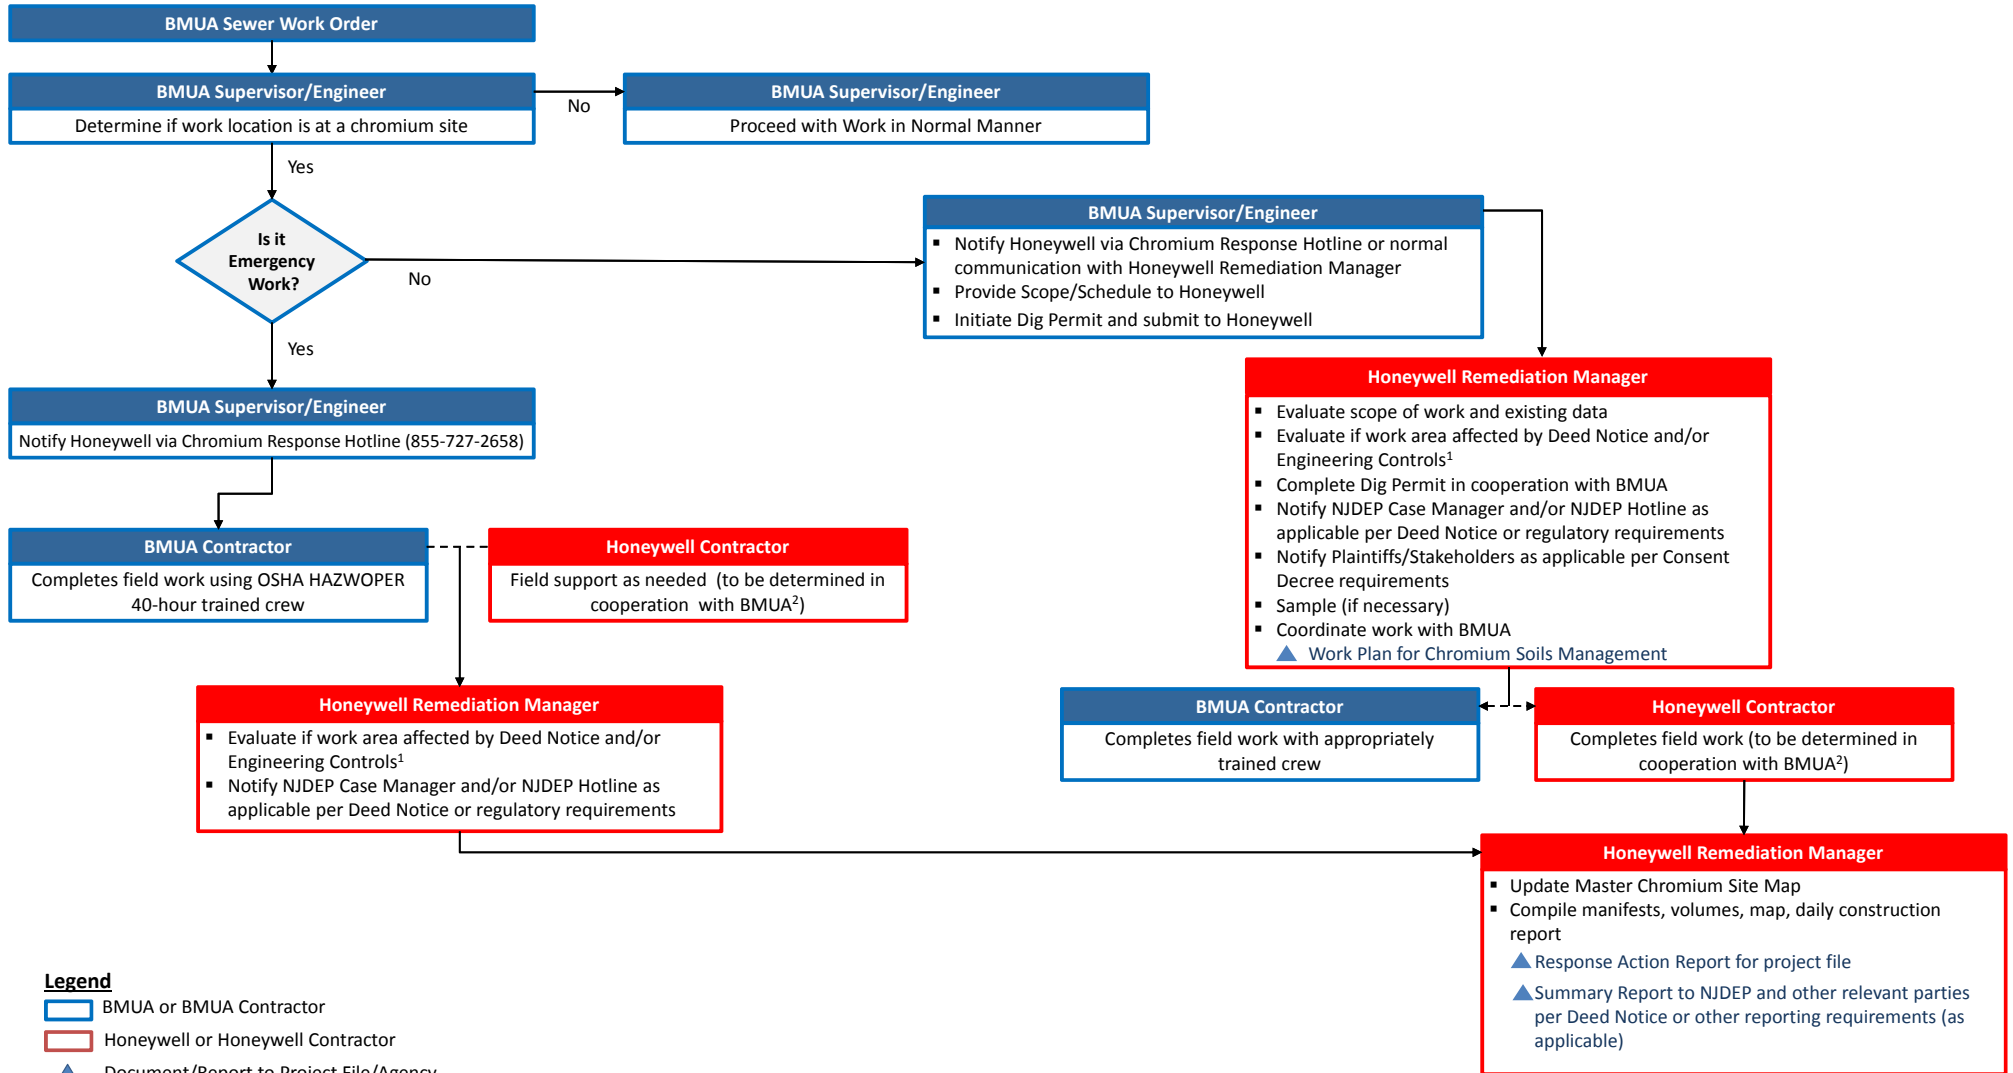 BMUA Sewer Work Order
BMUA Supervisor/Engineer
Determine if work location is at a chromium site
No
BMUA Supervisor/Engineer
Proceed with Work in Normal Manner
Yes
Is it
Emergency
Work?
No
BMUA Supervisor/Engineer
▪ Notify Honeywell via Chromium Response Hotline or normal
communication with Honeywell Remediation Manager
▪ Provide Scope/Schedule to Honeywell
▪ Initiate Dig Permit and submit to Honeywell
Yes
BMUA Supervisor/Engineer
Notify Honeywell via Chromium Response Hotline (855-727-2658)
Honeywell Remediation Manager
▪ Evaluate scope of work and existing data
▪ Evaluate if work area affected by Deed Notice and/or
Engineering Controls¹
▪ Complete Dig Permit in cooperation with BMUA
▪ Notify NJDEP Case Manager and/or NJDEP Hotline as
applicable per Deed Notice or regulatory requirements
▪ Notify Plaintiffs/Stakeholders as applicable per Consent
Decree requirements
▪ Sample (if necessary)
▪ Coordinate work with BMUA
Work Plan for Chromium Soils Management
BMUA Contractor
Completes field work using OSHA HAZWOPER
40-hour trained crew
Honeywell Contractor
Field support as needed (to be determined in
cooperation with BMUA²)
Honeywell Remediation Manager
▪ Evaluate if work area affected by Deed Notice and/or
Engineering Controls¹
▪ Notify NJDEP Case Manager and/or NJDEP Hotline as
applicable per Deed Notice or regulatory requirements
BMUA Contractor
Completes field work with appropriately
trained crew
Honeywell Contractor
Completes field work (to be determined in
cooperation with BMUA²)
Honeywell Remediation Manager
▪ Update Master Chromium Site Map
▪ Compile manifests, volumes, map, daily construction
report
Response Action Report for project file
Summary Report to NJDEP and other relevant parties
per Deed Notice or other reporting requirements (as
applicable)
Legend
BMUA or BMUA Contractor
Honeywell or Honeywell Contractor
Document/Report to Project File/Agency